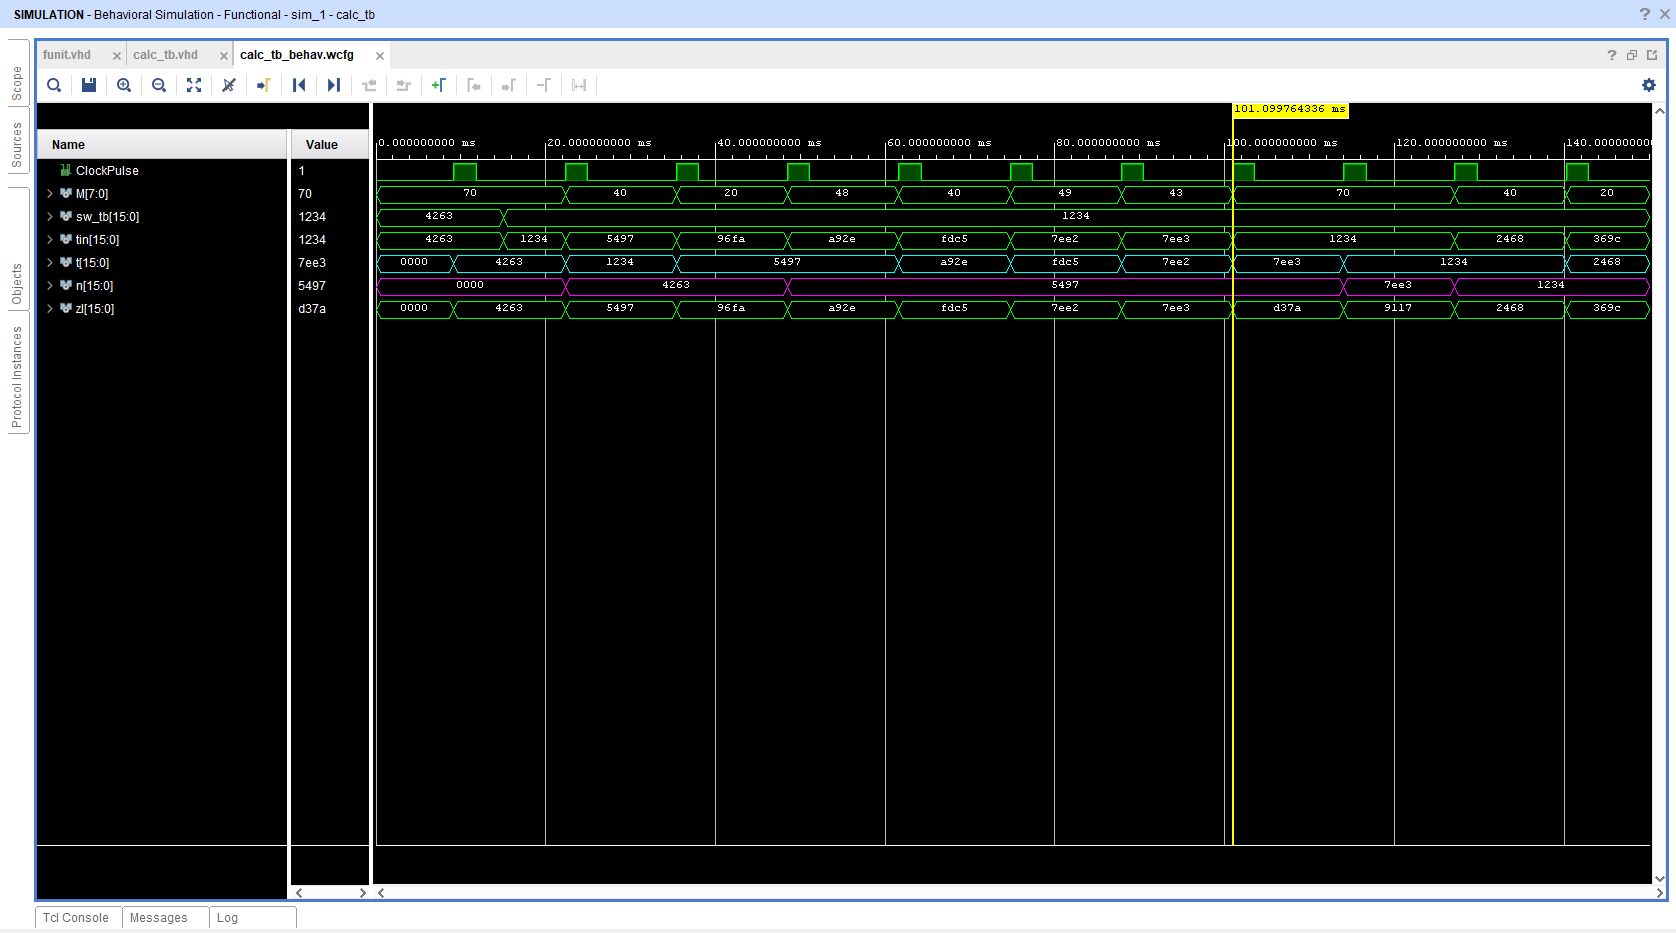 SIMULATION - Behavioral Simulation - Functional - sim_1 - calc_tb
funit.vhd calc_tb.vhd calc_tb_behav.wcfg
Scope
Sources
Objects
Protocol Instances
101.099764336 ms
0.000000000 ms 20.000000000 ms 40.000000000 ms 60.000000000 ms 80.000000000 ms 100.000000000 ms 120.000000000 ms 140.00000000
Name Value
ClockPulse 1
M[7:0] 70 70 40 20 48 40 49 43 70 40 20
sw_tb[15:0] 1234 4263 1234
tin[15:0] 1234 4263 1234 5497 96fa a92e fdc5 7ee2 7ee3 1234 2468 369c
t[15:0] 7ee3 0000 4263 1234 5497 a92e fdc5 7ee2 7ee3 1234 2468
n[15:0] 5497 0000 4263 5497 7ee3 1234
zl[15:0] d37a 0000 4263 5497 96fa a92e fdc5 7ee2 7ee3 d37a 9117 2468 369c
Tcl Console Messages Log